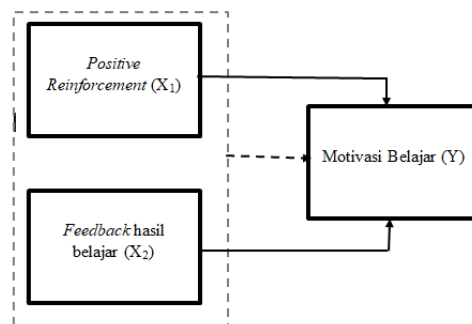 Positive
Reinforcement (X₁)
Motivasi Belajar (Y)
Feedback hasil
belajar (X₂)